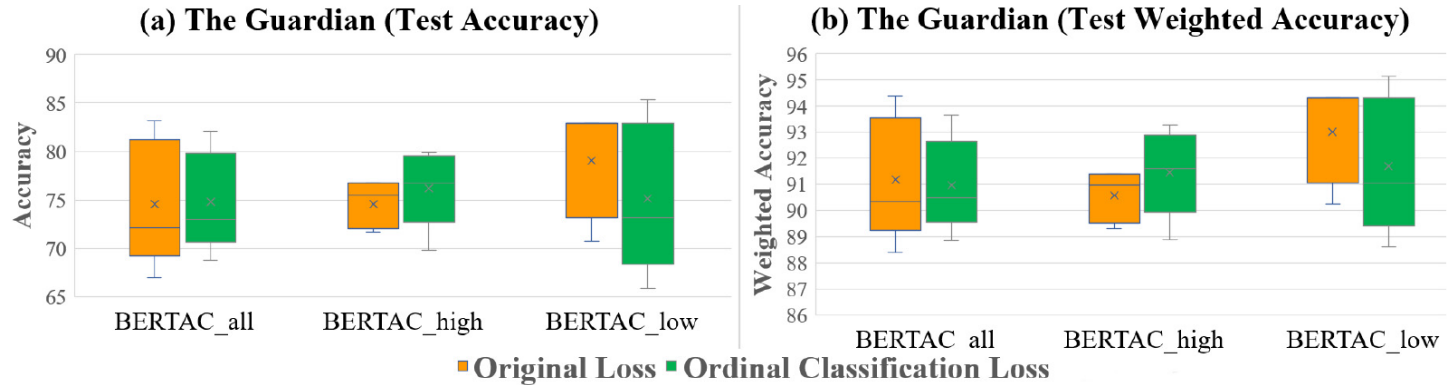 (a) The Guardian (Test Accuracy)
90
85
80
75
70
65
Accuracy
BERTAC_all
BERTAC_high
BERTAC_low
(b) The Guardian (Test Weighted Accuracy)
96
95
94
93
92
91
90
89
88
87
86
Weighted Accuracy
BERTAC_all
BERTAC_high
BERTAC_low
Original Loss
Ordinal Classification Loss